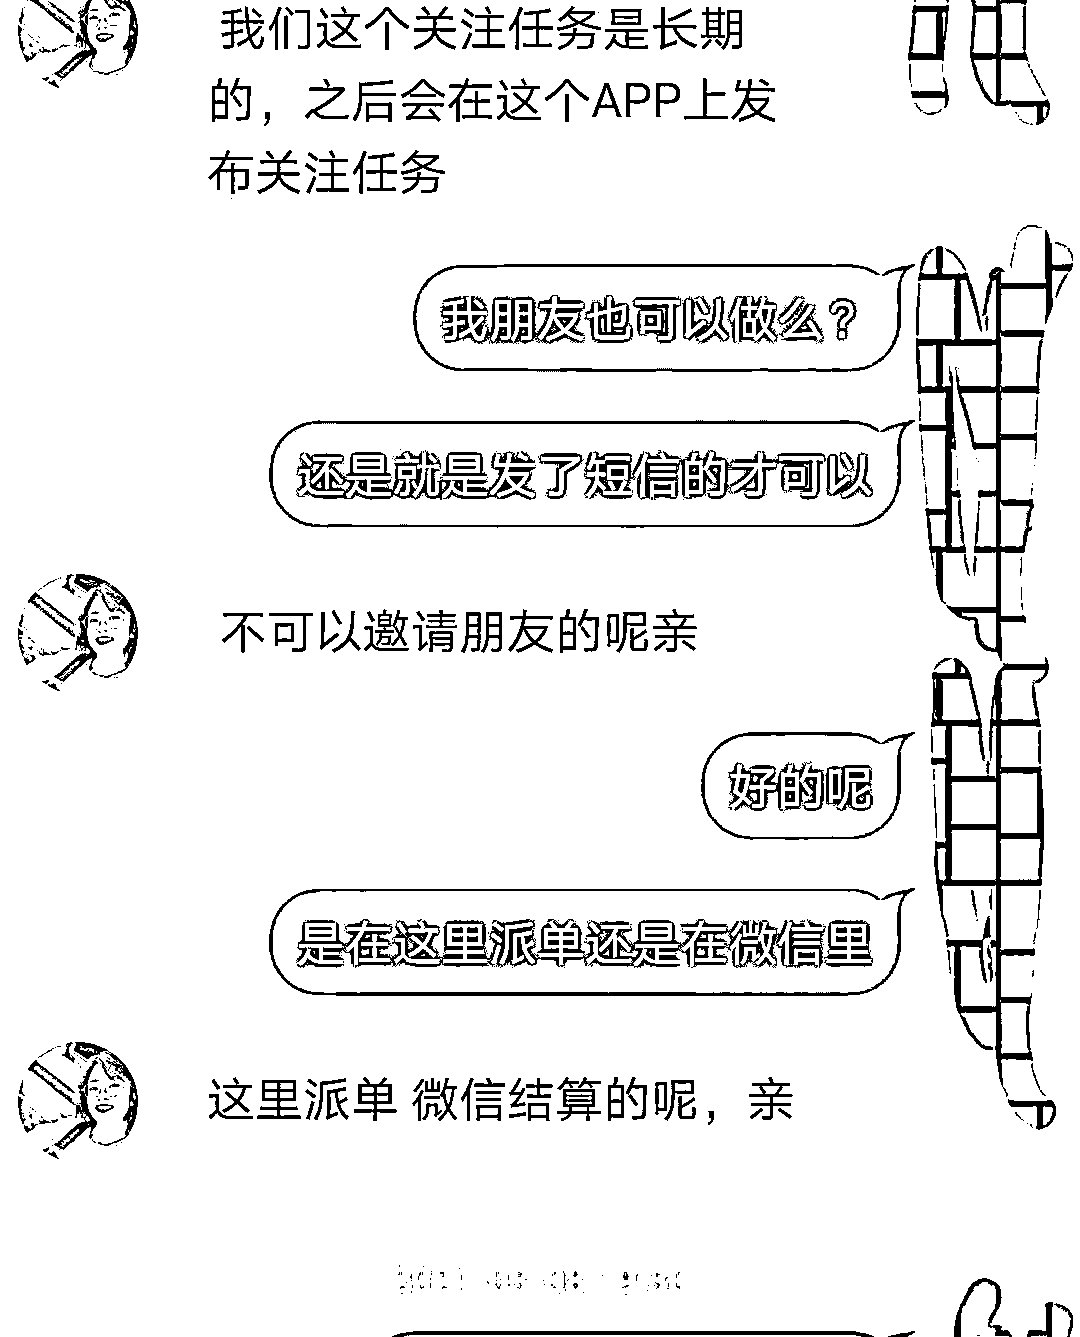 我们这个关注任务是长期
的，之后会在这个APP上发
布关注任务
我朋友也可以做么？
还是就是发了短信的才可以
不可以邀请朋友的呢亲
好的呢
是在这里派单还是在微信里
这里派单 微信结算的呢，亲